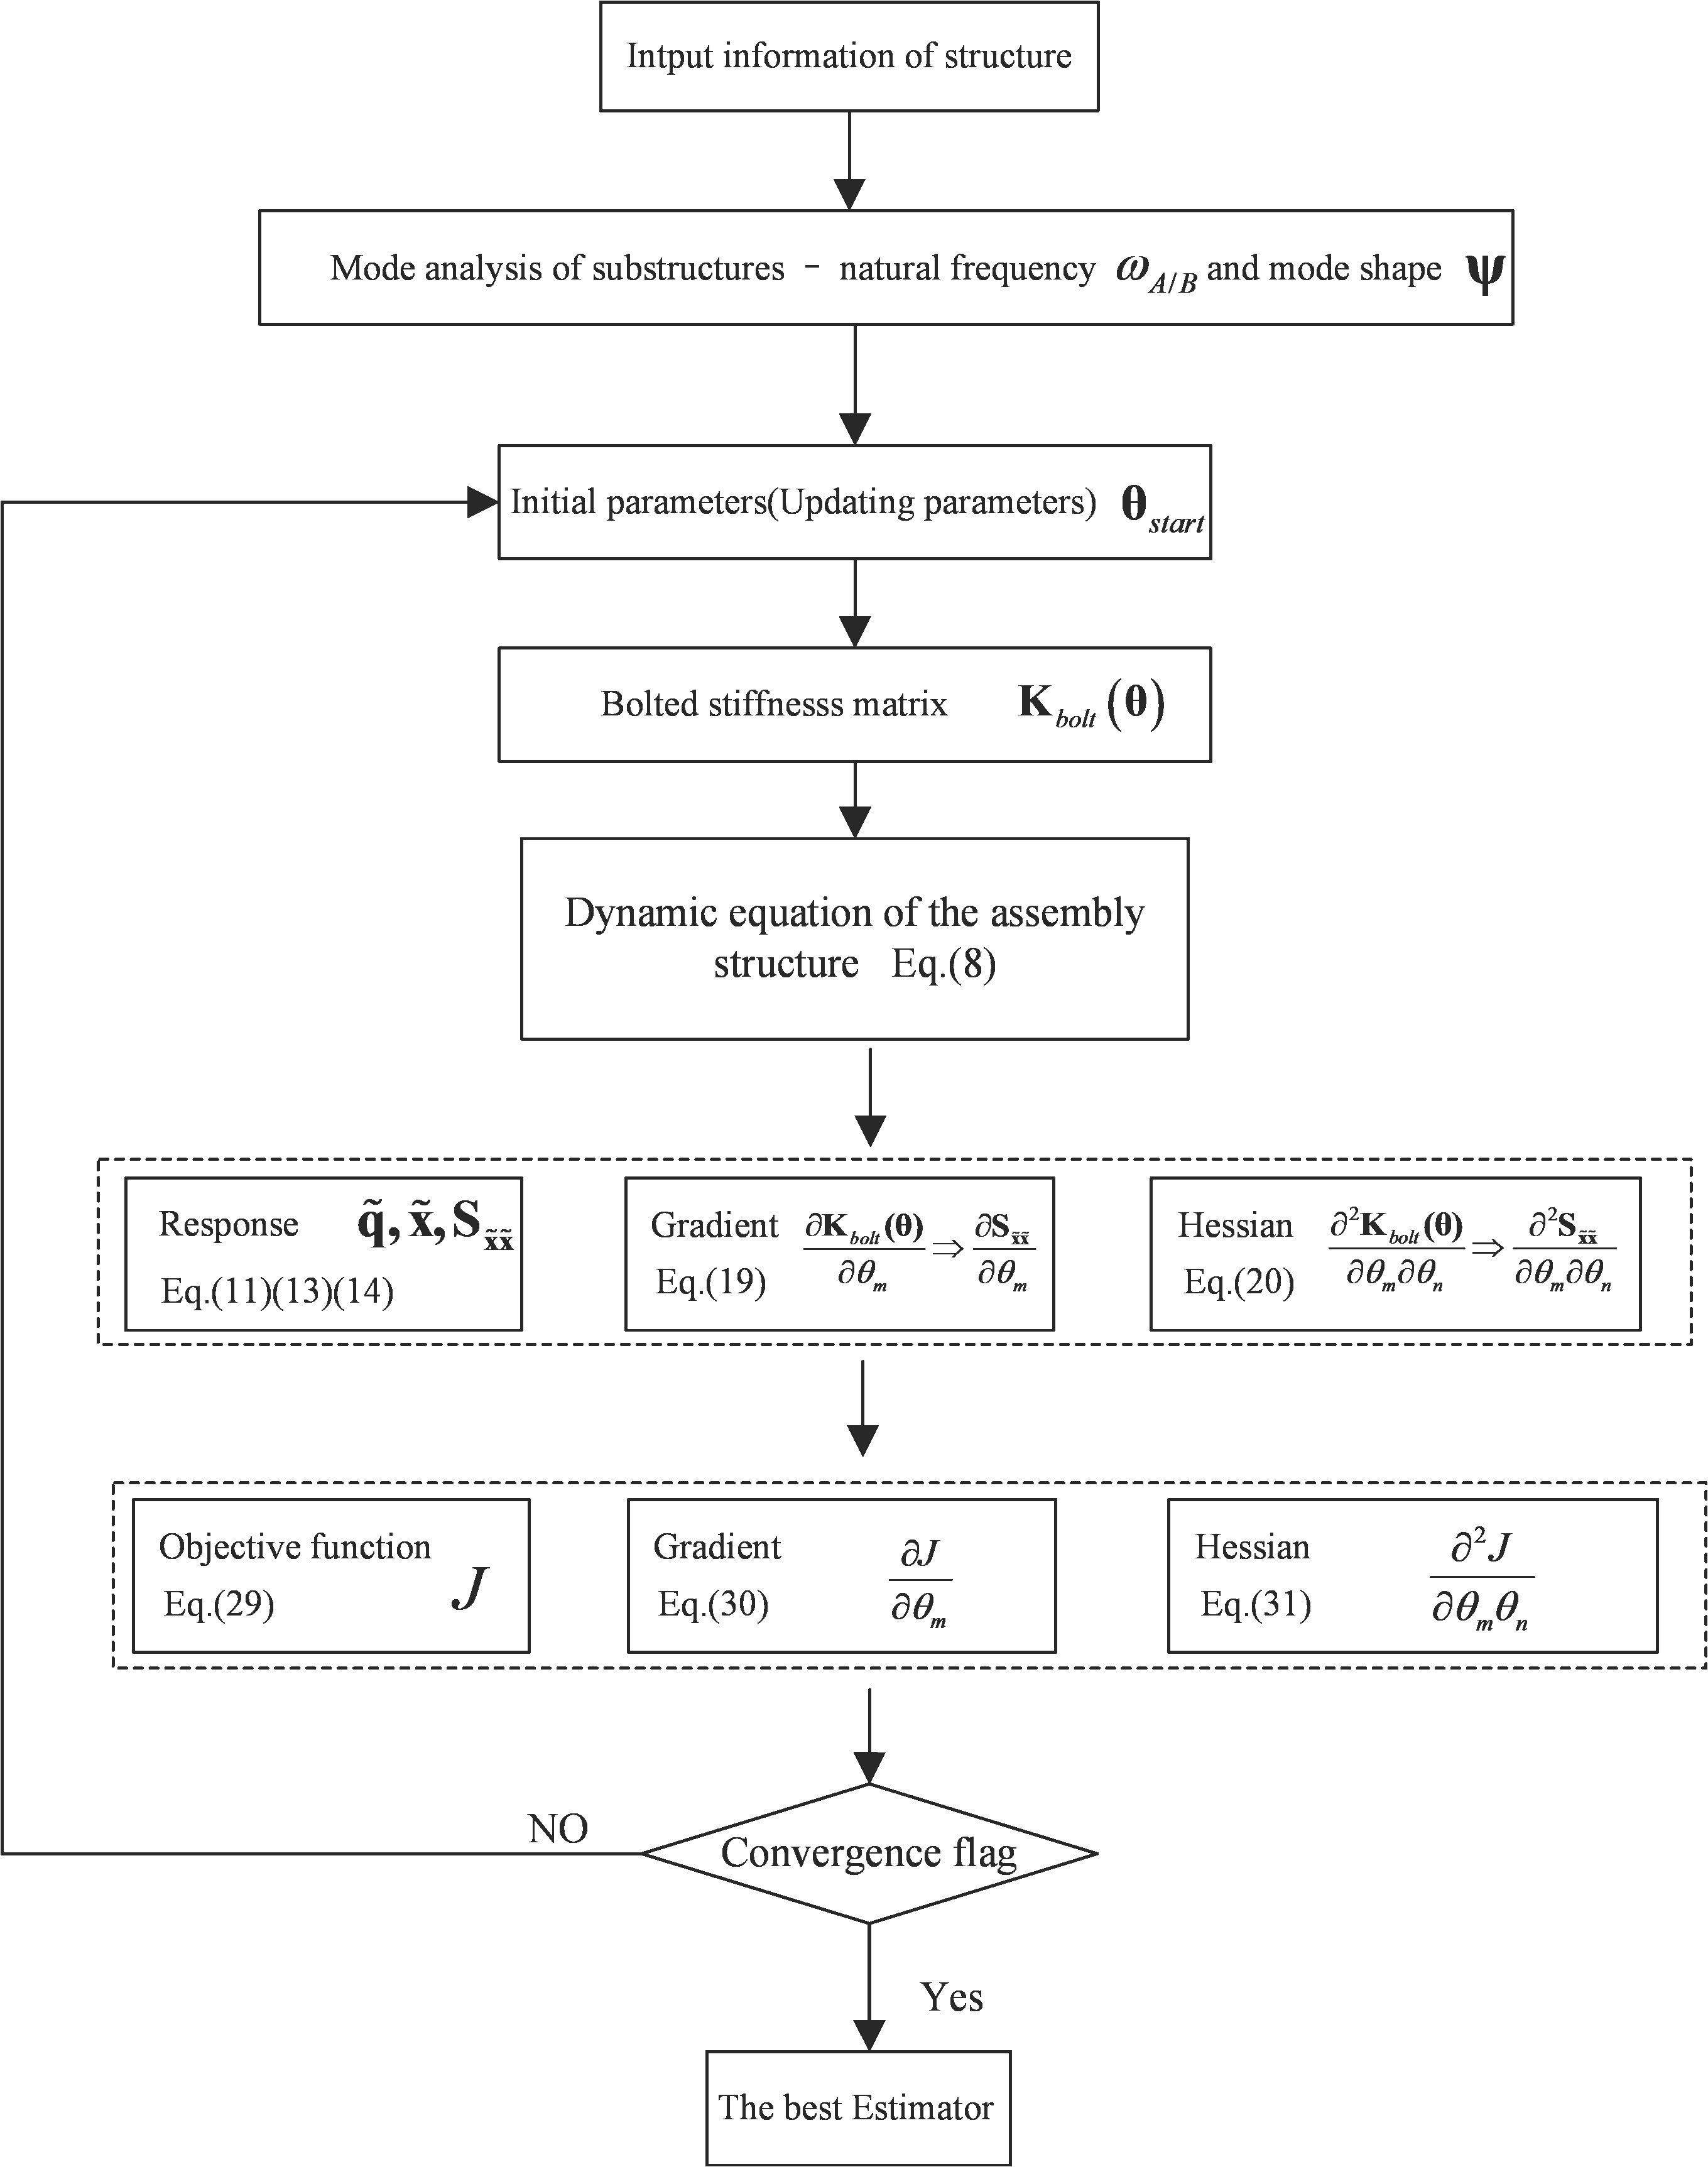 Intput information of structure
Mode analysis of substructures - natural frequency ω_{A/B} and mode shape ψ
Initial parameters(Updating parameters) θ_{start}
Bolted stiffnesss matrix K_{bolt}(θ)
Dynamic equation of the assembly
structure Eq.(8)
Response q̃, x̃, S_{x̃x̃}
Eq.(11)(13)(14)
Gradient ∂K_{bolt}(θ)/∂θ_m ⇒ ∂S_{x̃x̃}/∂θ_m
Eq.(19)
Hessian ∂²K_{bolt}(θ)/∂θ_m∂θ_n ⇒ ∂²S_{x̃x̃}/∂θ_m∂θ_n
Eq.(20)
Objective function J
Eq.(29)
Gradient ∂J/∂θ_m
Eq.(30)
Hessian ∂²J/∂θ_mθ_n
Eq.(31)
NO
Convergence flag
Yes
The best Estimator